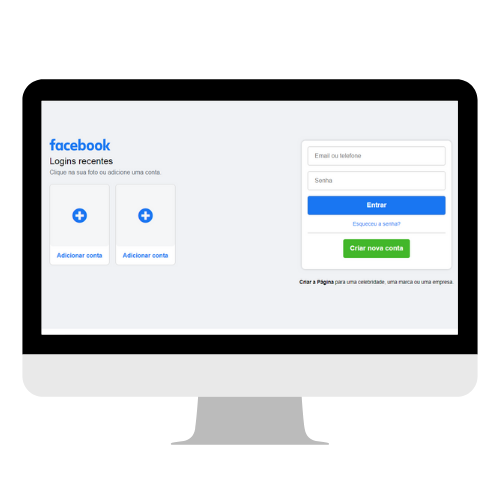 facebook
Logins recentes
Clique na sua foto ou adicione uma conta.
Adicionar conta
Adicionar conta
Email ou telefone
Senha
Entrar
Esqueceu a senha?
Criar nova conta
Criar a Página para uma celebridade, uma marca ou uma empresa.